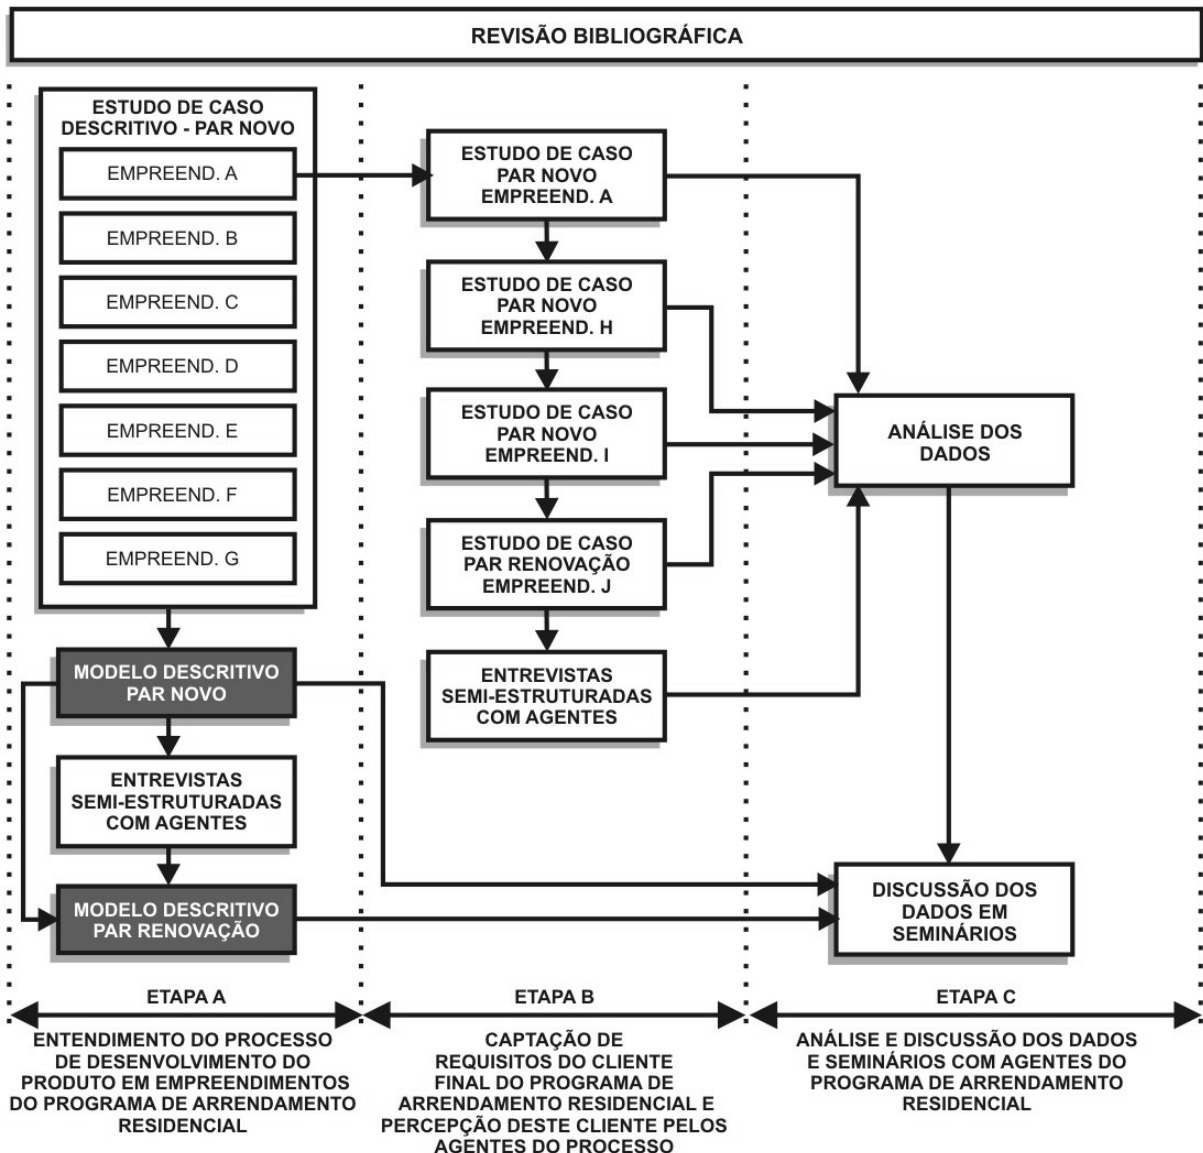 REVISÃO BIBLIOGRÁFICA
ESTUDO DE CASO
DESCRITIVO - PAR NOVO
EMPREEND. A
EMPREEND. B
EMPREEND. C
EMPREEND. D
EMPREEND. E
EMPREEND. F
EMPREEND. G
MODELO DESCRITIVO
PAR NOVO
ENTREVISTAS
SEMI-ESTRUTURADAS
COM AGENTES
MODELO DESCRITIVO
PAR RENOVAÇÃO
ESTUDO DE CASO
PAR NOVO
EMPREEND. A
ESTUDO DE CASO
PAR NOVO
EMPREEND. H
ESTUDO DE CASO
PAR NOVO
EMPREEND. I
ESTUDO DE CASO
PAR RENOVAÇÃO
EMPREEND. J
ENTREVISTAS
SEMI-ESTRUTURADAS
COM AGENTES
ANÁLISE DOS
DADOS
DISCUSSÃO DOS
DADOS EM
SEMINÁRIOS
ETAPA A
ENTENDIMENTO DO PROCESSO
DE DESENVOLVIMENTO DO
PRODUTO EM EMPREENDIMENTOS
DO PROGRAMA DE ARRENDAMENTO
RESIDENCIAL
ETAPA B
CAPTAÇÃO DE
REQUISITOS DO CLIENTE
FINAL DO PROGRAMA DE
ARRENDAMENTO RESIDENCIAL E
PERCEPÇÃO DESTE CLIENTE PELOS
AGENTES DO PROCESSO
ETAPA C
ANÁLISE E DISCUSSÃO DOS DADOS
E SEMINÁRIOS COM AGENTES DO
PROGRAMA DE ARRENDAMENTO
RESIDENCIAL